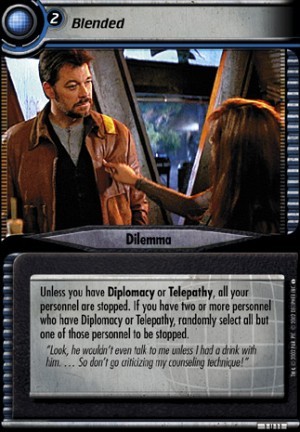 2 Blended
Dilemma
Unless you have Diplomacy or Telepathy, all your
personnel are stopped. If you have two or more personnel
who have Diplomacy or Telepathy, randomly select all but
one of those personnel to be stopped.
"Look, he wouldn't even talk to me unless I had a drink
with him. . . . So don't go criticizing my counseling technique!"